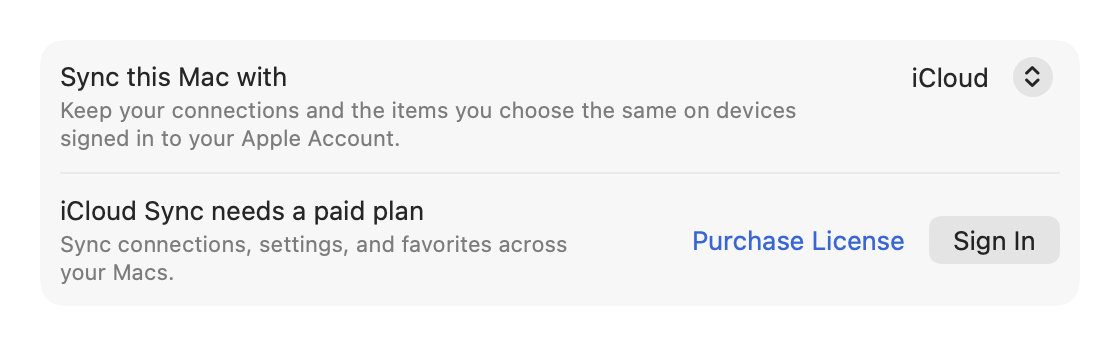 Sync this Mac with
iCloud
Keep your connections and the items you choose the same on devices
signed in to your Apple Account.
iCloud Sync needs a paid plan
Sync connections, settings, and favorites across
your Macs.
Purchase License
Sign In